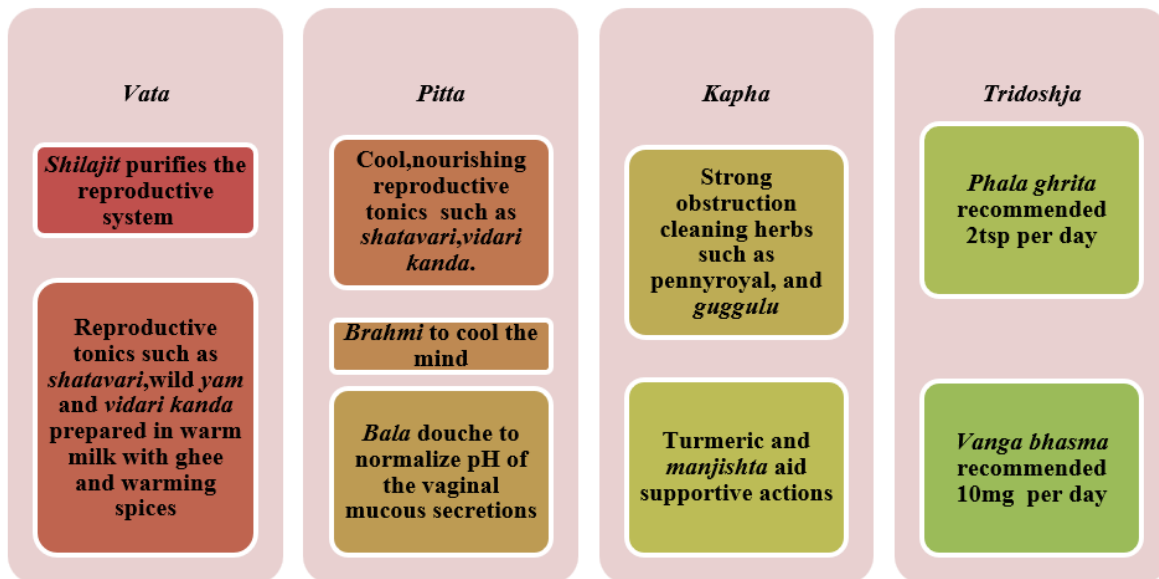 Vata
Shilajit purifies the
reproductive
system
Reproductive
tonics such as
shatavari,wild yam
and vidari kanda
prepared in warm
milk with ghee
and warming
spices
Pitta
Cool,nourishing
reproductive
tonics such as
shatavari,vidari
kanda.
Brahmi to cool the
mind
Bala douche to
normalize pH of
the vaginal
mucous secretions
Kapha
Strong
obstruction
cleaning herbs
such as
pennyroyal, and
guggulu
Turmeric and
manjishta aid
supportive actions
Tridoshja
Phala ghrita
recommended
2tsp per day
Vanga bhasma
recommended
10mg per day